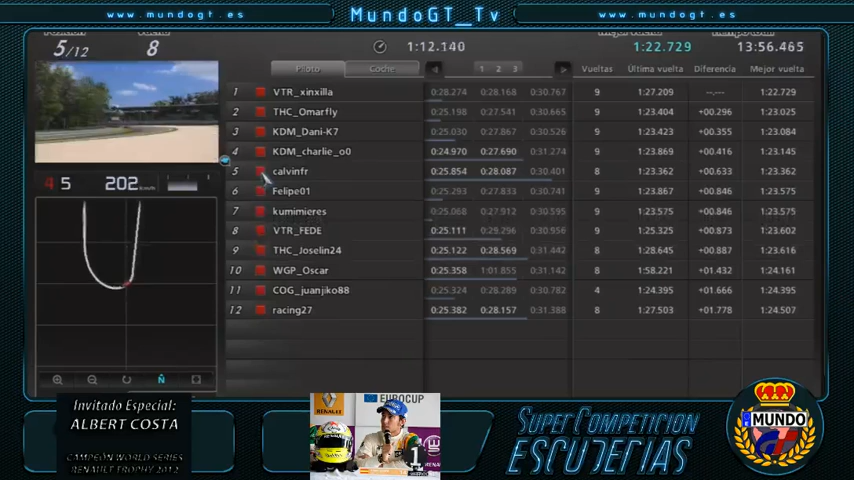 www.mundogt.es
MundoGT_Tv
www.mundogt.es
5/12
8
1:12.140
1:22.729
13:56.465
Piloto
Coche
1 2 3
Vueltas
Última vuelta
Diferencia
Mejor vuelta
1 VTR_xinxilla 0:28.274 0:28.168 0:30.767 9 1:27.209 --.--- 1:22.729
2 THC_Omarfly 0:25.198 0:27.541 0:30.665 9 1:23.404 +00.296 1:23.025
3 KDM_Dani-K7 0:25.030 0:27.867 0:30.526 9 1:23.423 +00.355 1:23.084
4 KDM_charlie_o0 0:24.970 0:27.690 0:31.274 9 1:23.869 +00.416 1:23.145
5 calvinfr 0:25.854 0:28.087 0:30.401 8 1:23.362 +00.633 1:23.362
6 Felipe01 0:25.293 0:27.833 0:30.741 9 1:23.867 +00.846 1:23.575
7 kumimieres 0:25.068 0:27.912 0:30.595 9 1:23.575 +00.846 1:23.575
8 VTR_FEDE 0:25.111 0:25.296 0:30.956 9 1:25.325 +00.873 1:23.602
9 THC_Joselin24 0:25.122 0:28.569 0:31.442 8 1:28.645 +00.887 1:23.616
10 WGP_Oscar 0:25.358 1:01.855 0:31.142 8 1:58.221 +01.432 1:24.161
11 COG_juanjiko88 0:25.324 0:28.289 0:30.782 4 1:24.395 +01.666 1:24.395
12 racing27 0:25.382 0:28.157 0:31.388 8 1:27.503 +01.778 1:24.507
4 5 202
N
Invitado Especial:
ALBERT COSTA
CAMPEÓN WORLD SERIES
RENAULT TROPHY 2012
RENAULT
EUROCUP
1
Super Competicion
ESCUDERIAS
MUNDO